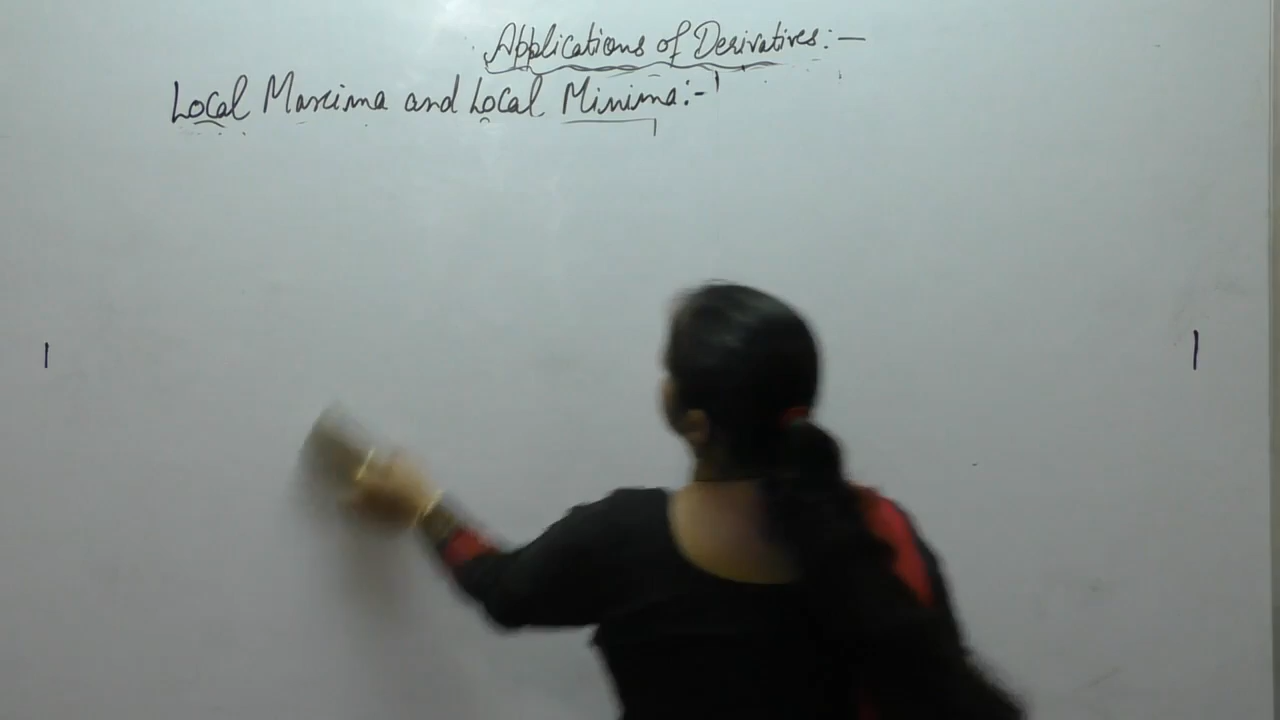 Applications of Derivatives:-
Local Maxima and Local Minima:-